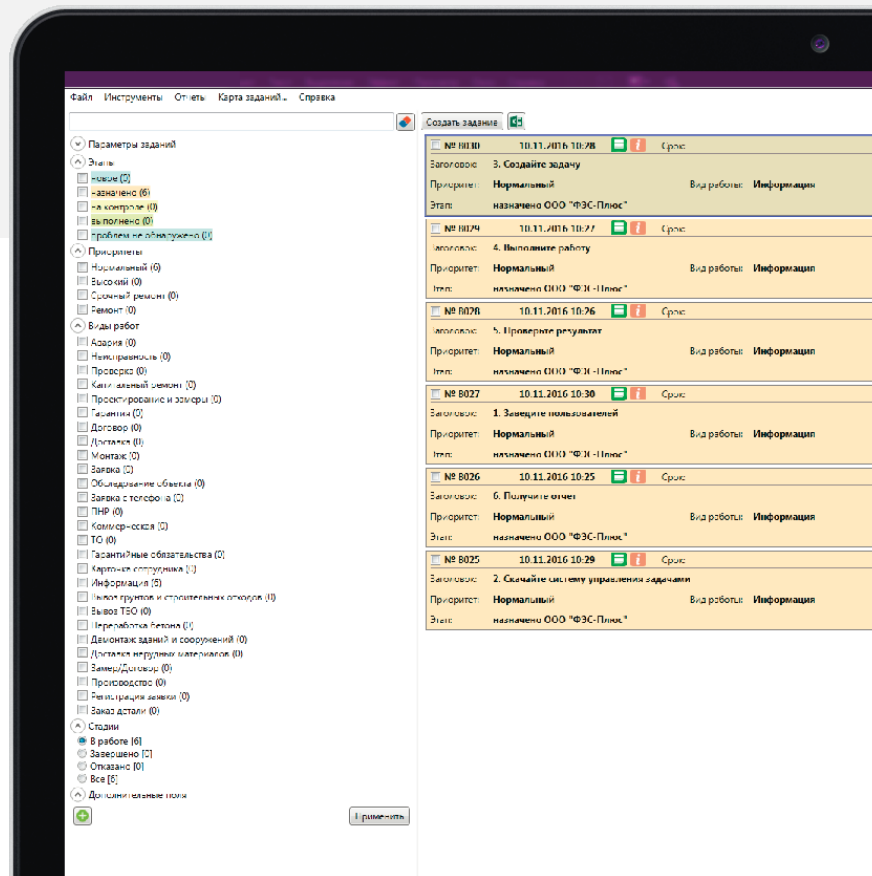 Файл Инструменты Отчеты Карта заданий... Справка
Создать задание
Параметры заданий
Этапы
новое (0)
назначено (6)
на контроле (0)
выполнено (0)
проблем не обнаружено (0)
Приоритеты
Нормальный (6)
Высокий (0)
Срочный ремонт (0)
Ремонт (0)
Виды работ
Авария (0)
Неисправность (0)
Проверка (0)
Капитальный ремонт (0)
Проектирование и замеры (0)
Гарантия (0)
Договор (0)
Доставка (0)
Монтаж (0)
Заявка (0)
Обследование объекта (0)
Заявка с телефона (0)
ПНР (0)
Коммерческая (0)
ТО (0)
Гарантийные обязательства (0)
Карточка сотрудника (0)
Информация (6)
Вывоз грунтов и строительных отходов (0)
Вывоз ТБО (0)
Переработка бетона (0)
Демонтаж зданий и сооружений (0)
Доставка нерудных материалов (0)
Замер/Договор (0)
Производство (0)
Регистрация заявки (0)
Заказ детали (0)
Стадии
В работе [6]
Завершено [0]
Отказано [0]
Все [6]
Дополнительные поля
Применить
№ 8030 10.11.2016 10:28 Срок:
Заголовок: 3. Создайте задачу
Приоритет: Нормальный Вид работы: Информация
Этап: назначено ООО "ФЭС-Плюс"
№ 8029 10.11.2016 10:27 Срок:
Заголовок: 4. Выполните работу
Приоритет: Нормальный Вид работы: Информация
Этап: назначено ООО "ФЭС-Плюс"
№ 8028 10.11.2016 10:26 Срок:
Заголовок: 5. Проверьте результат
Приоритет: Нормальный Вид работы: Информация
Этап: назначено ООО "ФЭС-Плюс"
№ 8027 10.11.2016 10:30 Срок:
Заголовок: 1. Заведите пользователей
Приоритет: Нормальный Вид работы: Информация
Этап: назначено ООО "ФЭС-Плюс"
№ 8026 10.11.2016 10:25 Срок:
Заголовок: 6. Получите отчет
Приоритет: Нормальный Вид работы: Информация
Этап: назначено ООО "ФЭС-Плюс"
№ 8025 10.11.2016 10:29 Срок:
Заголовок: 2. Скачайте систему управления задачами
Приоритет: Нормальный Вид работы: Информация
Этап: назначено ООО "ФЭС-Плюс"